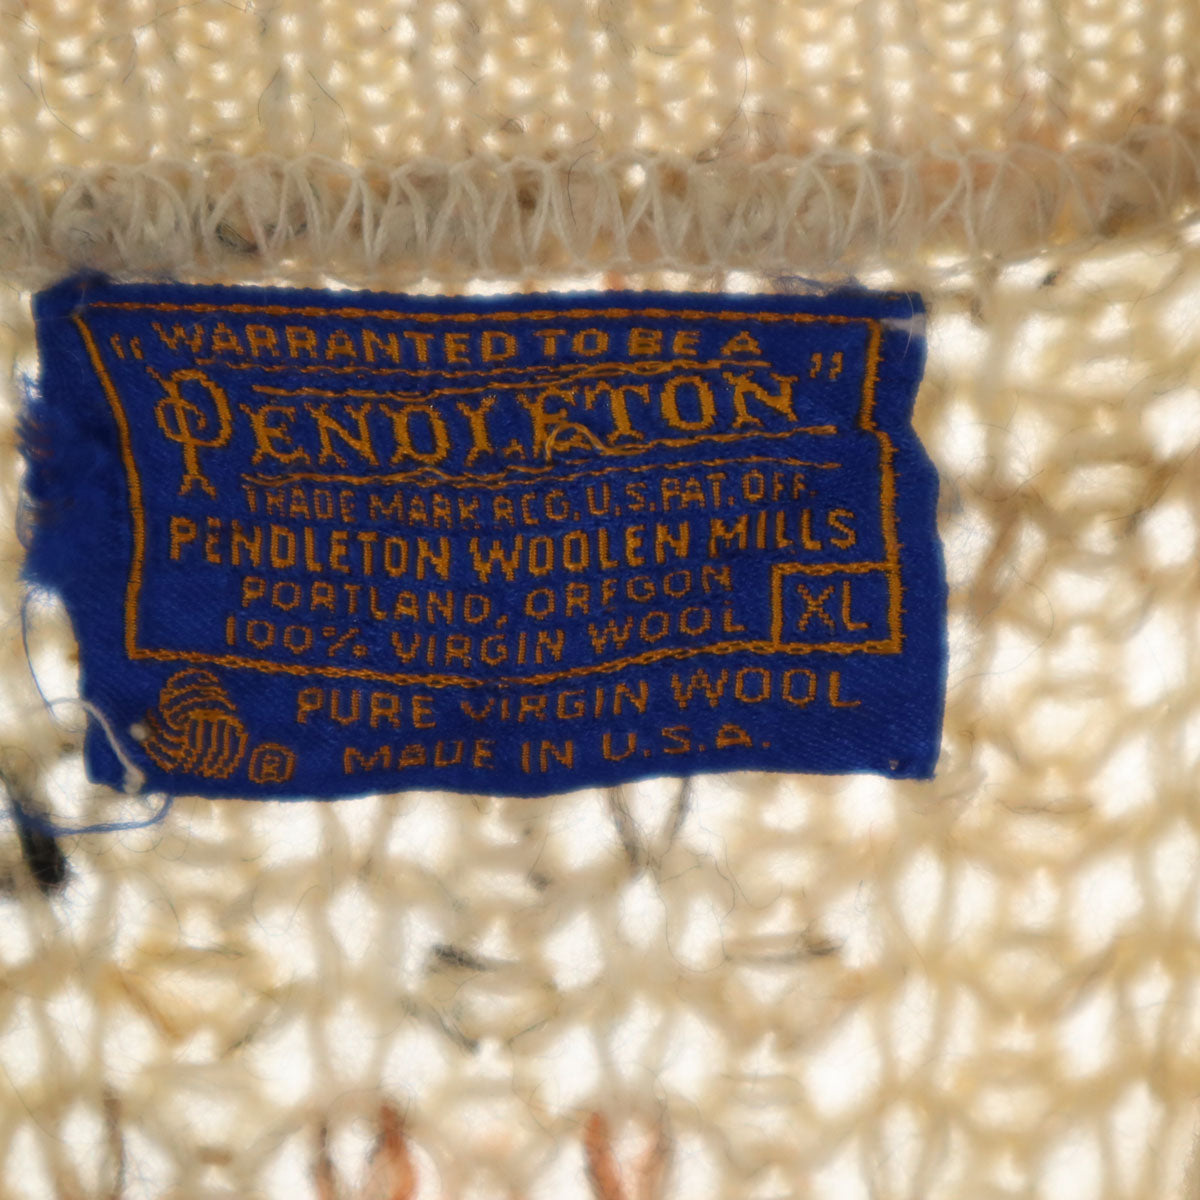 "WARRANTED TO BE A
PENDLETON"
TRADE MARK REG. U.S. PAT. OFF.
PENDLETON WOOLEN MILLS
PORTLAND, OREGON
100% VIRGIN WOOL
XL
PURE VIRGIN WOOL
® MADE IN U.S.A.